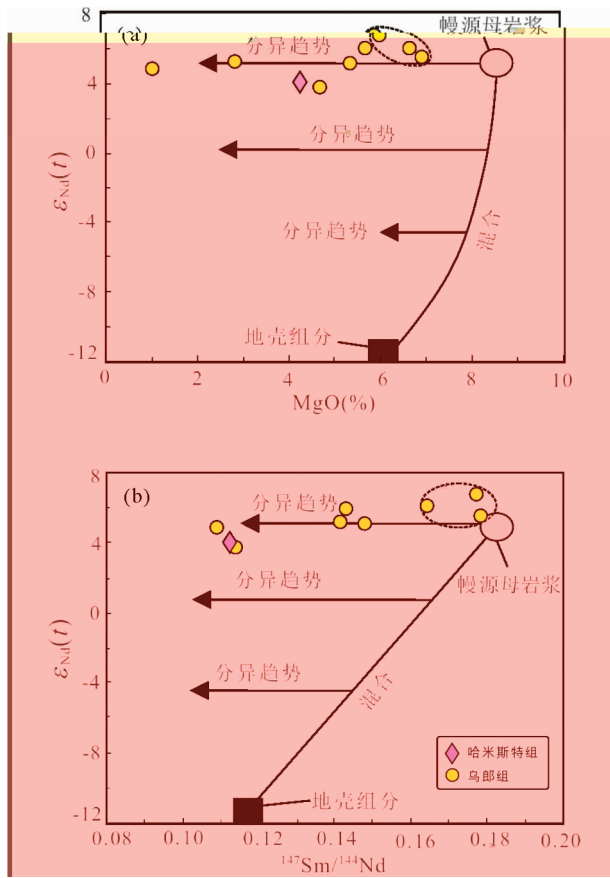 8
(a)
幔源母岩浆
分异趋势
4
分异趋势
0
εNd(t)
-4
分异趋势
混合
-8
地壳组分
-12
0 2 4 6 8 10
MgO(%)
8
(b)
分异趋势
4
分异趋势
幔源母岩浆
0
εNd(t)
分异趋势
-4
混合
哈米斯特组
-8
乌郎组
地壳组分
-12
0.08 0.10 0.12 0.14 0.16 0.18 0.20
¹⁴⁷Sm/¹⁴⁴Nd